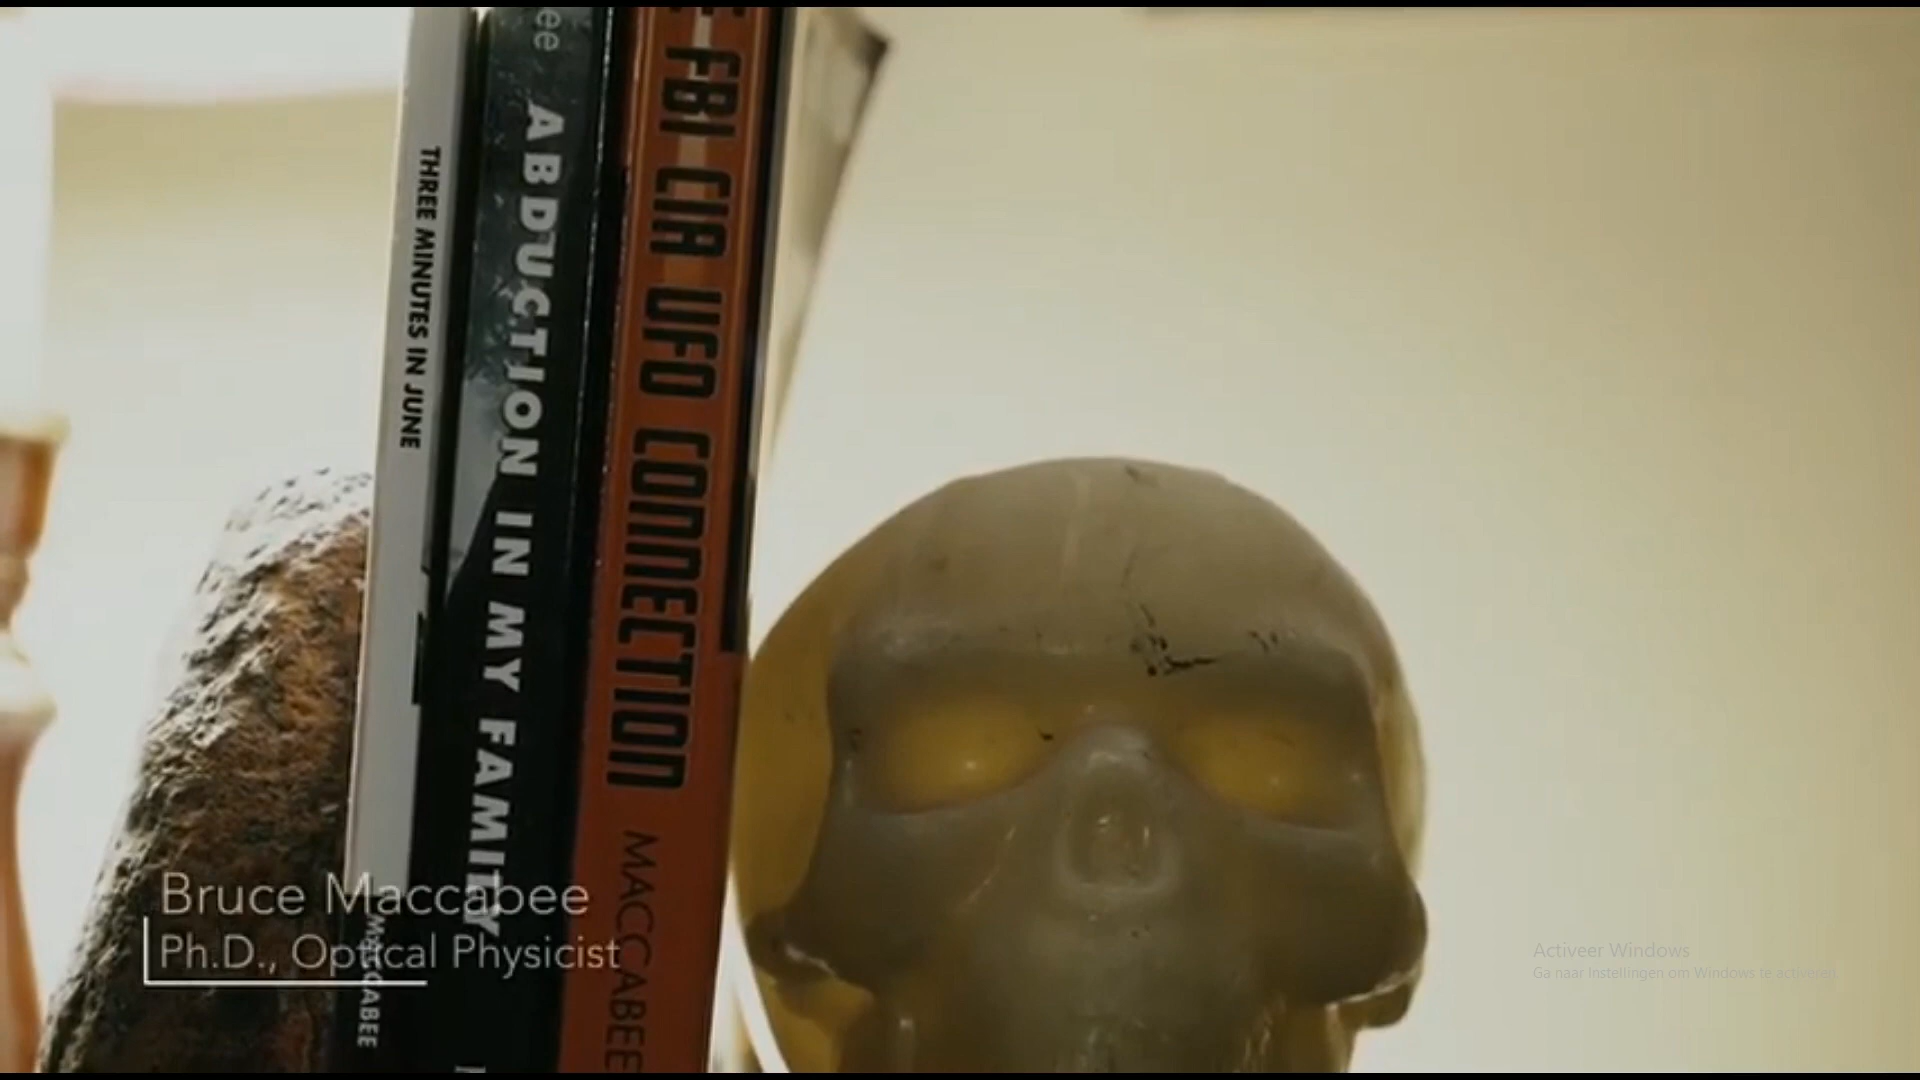 THREE MINUTES IN JUNE
MACCABEE
ee
ABDUCTION IN MY FAMILY
E FBI CIA UFO CONNECTION
MACCABEE
Bruce Maccabee
Ph.D., Optical Physicist
Activeer Windows
Ga naar Instellingen om Windows te activeren.